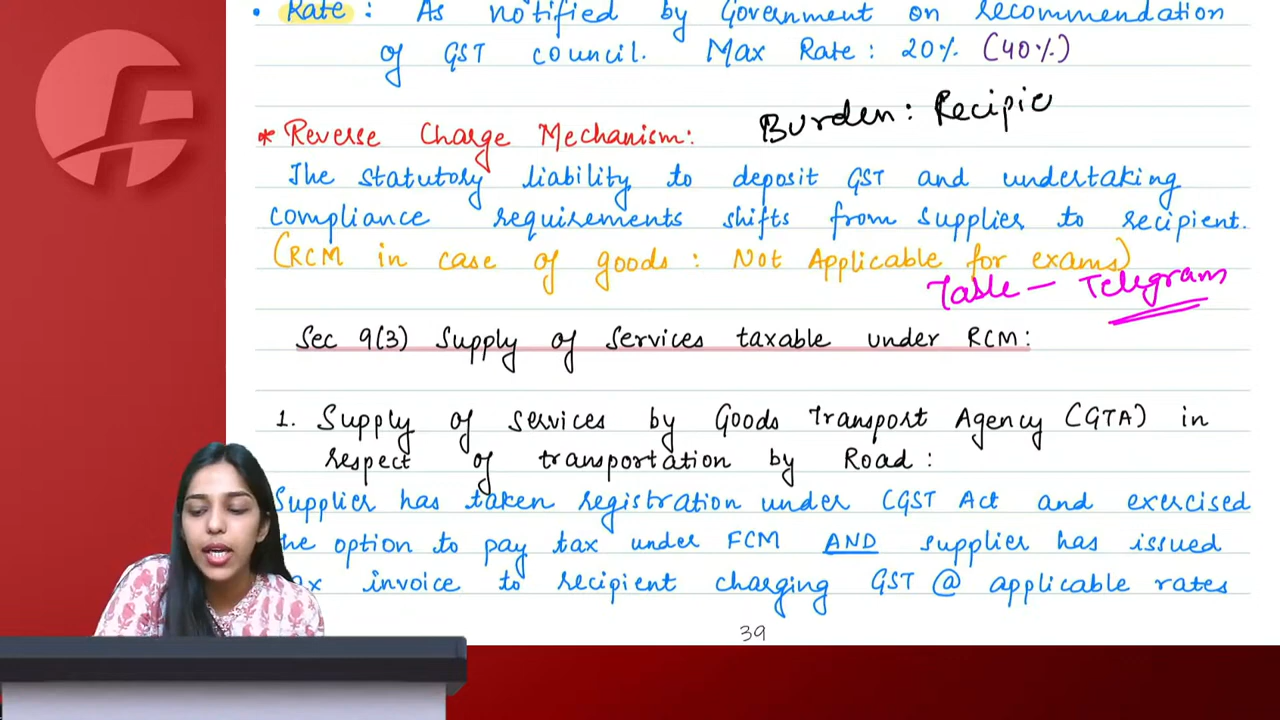 • Rate : As notified by Government on recommendation
of GST council. Max Rate : 20% (40%)
Burden : Recipie
* Reverse Charge Mechanism:
The statutory liability to deposit GST and undertaking
compliance requirements shifts from supplier to recipient.
(RCM in case of goods : Not Applicable for exams)
Table – Telegram
Sec 9(3) Supply of Services taxable under RCM:
1. Supply of services by Goods Transport Agency (GTA) in
respect of transportation by Road :
Supplier has taken registration under CGST Act and exercised
he option to pay tax under FCM AND supplier has issued
ax invoice to recipient charging GST @ applicable rates
39